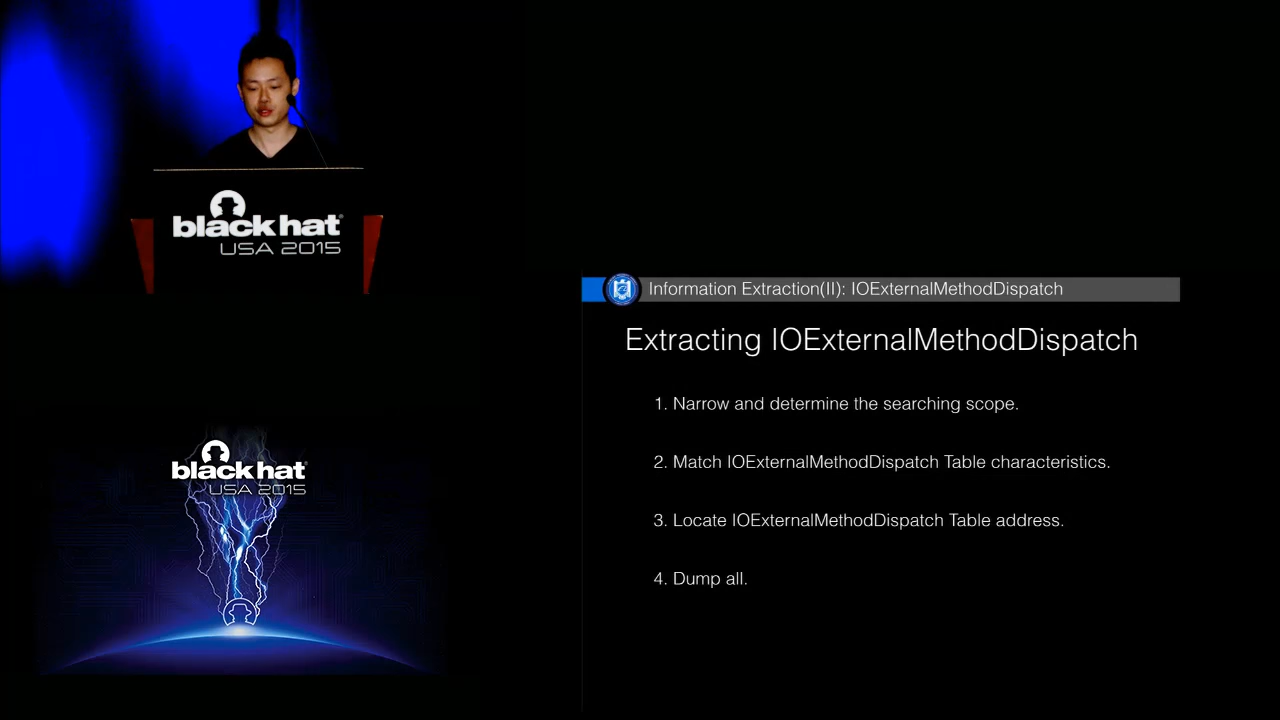 black hat
USA 2015
black hat
USA 2015
Information Extraction(II): IOExternalMethodDispatch
Extracting IOExternalMethodDispatch
1. Narrow and determine the searching scope.
2. Match IOExternalMethodDispatch Table characteristics.
3. Locate IOExternalMethodDispatch Table address.
4. Dump all.